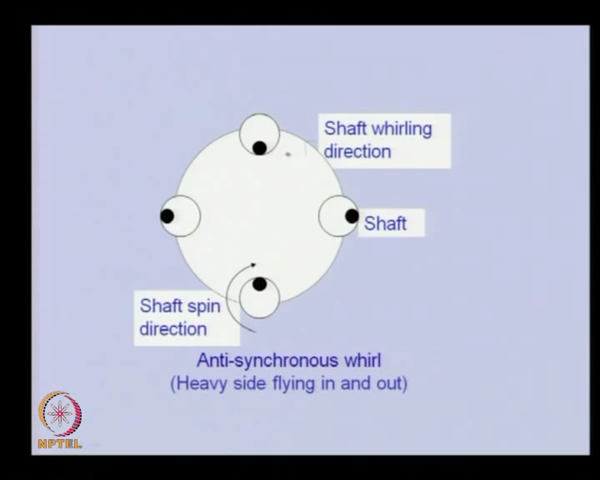 Shaft whirling
direction
Shaft
Shaft spin
direction
Anti-synchronous whirl
(Heavy side flying in and out)
NPTEL